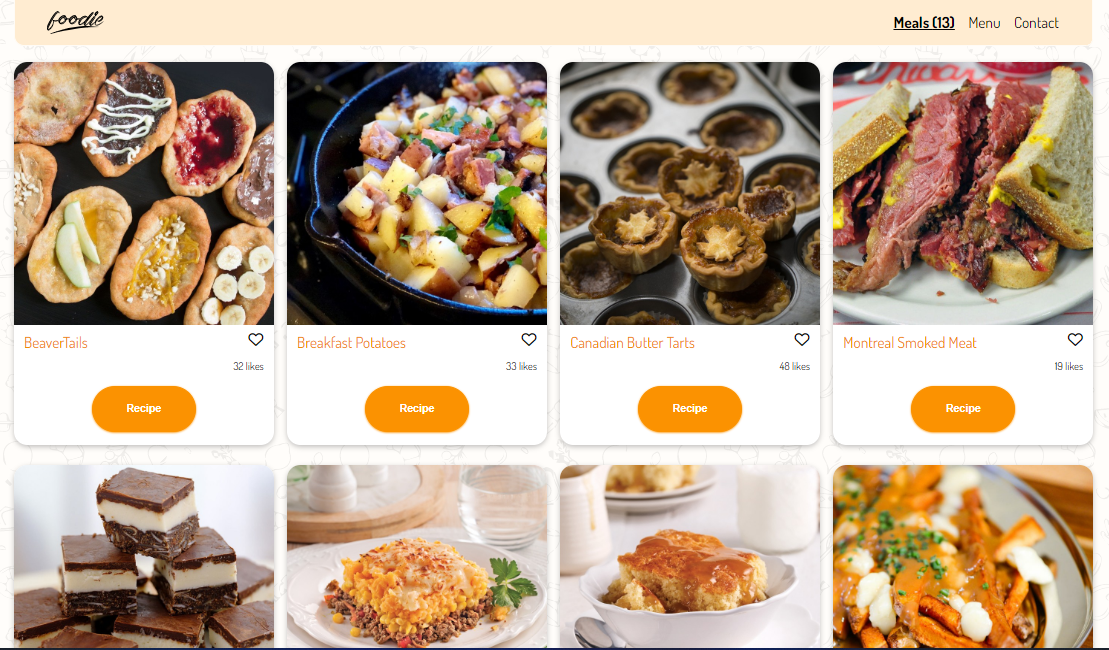 foodie
Meals (13) Menu Contact
BeaverTails
32 likes
Recipe
Breakfast Potatoes
33 likes
Recipe
Canadian Butter Tarts
48 likes
Recipe
Montreal Smoked Meat
19 likes
Recipe